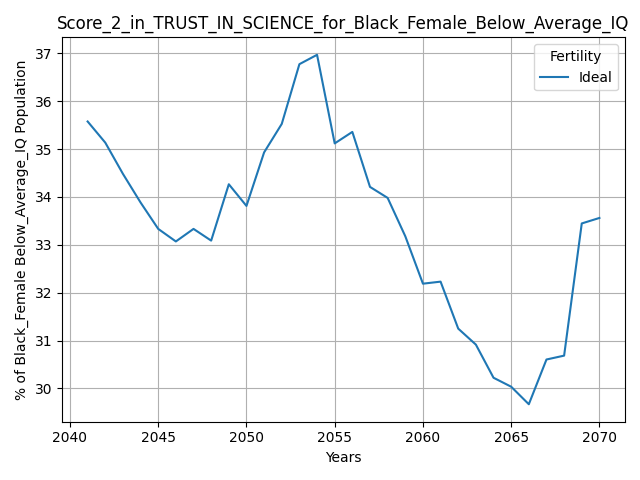 Score_2_in_TRUST_IN_SCIENCE_for_Black_Female_Below_Average_IQ
% of Black_Female Below_Average_IQ Population
37
36
35
34
33
32
31
30
Fertility
Ideal
2040 2045 2050 2055 2060 2065 2070
Years